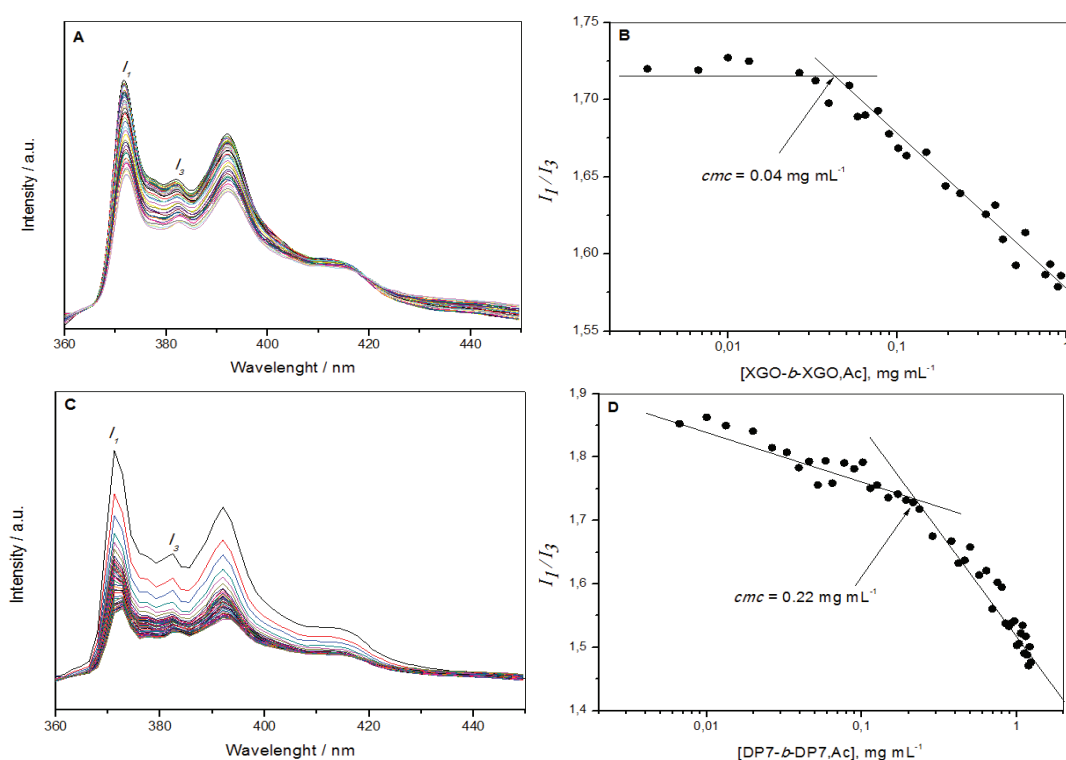 A
I1
I3
Intensity / a.u.
360 380 400 420 440
Wavelenght / nm
B
1,75
1,70
1,65
1,60
1,55
I1/I3
cmc = 0.04 mg mL-1
0,01 0,1 1
[XGO-b-XGO,Ac], mg mL-1
C
I1
I3
Intensity / a.u.
360 380 400 420 440
Wavelenght / nm
D
1,9
1,8
1,7
1,6
1,5
1,4
I1/I3
cmc = 0.22 mg mL-1
0,01 0,1 1
[DP7-b-DP7,Ac], mg mL-1